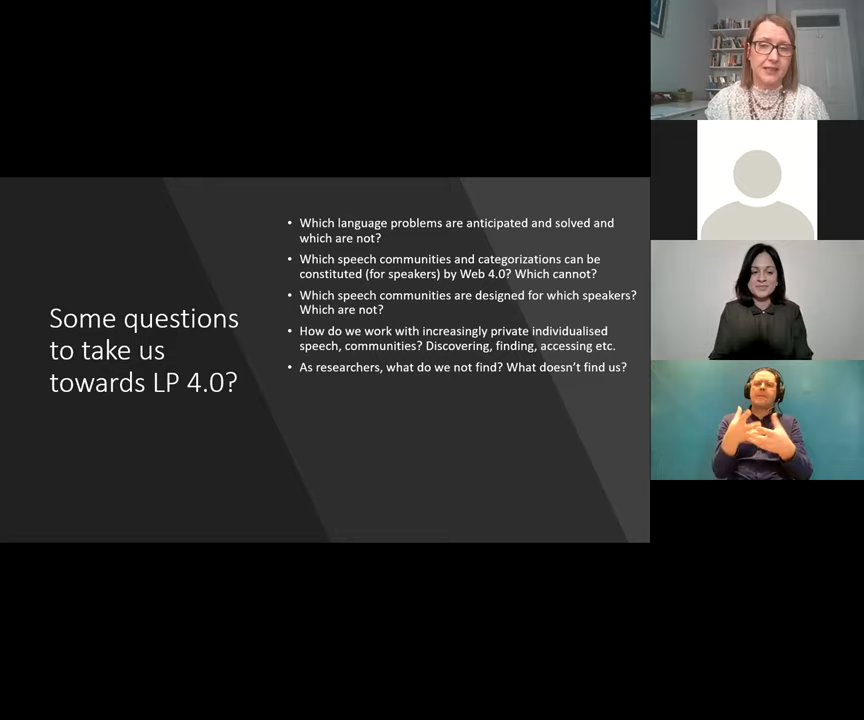 Some questions
to take us
towards LP 4.0?
• Which language problems are anticipated and solved and
which are not?
• Which speech communities and categorizations can be
constituted (for speakers) by Web 4.0? Which cannot?
• Which speech communities are designed for which speakers?
Which are not?
• How do we work with increasingly private individualised
speech, communities? Discovering, finding, accessing etc.
• As researchers, what do we not find? What doesn’t find us?